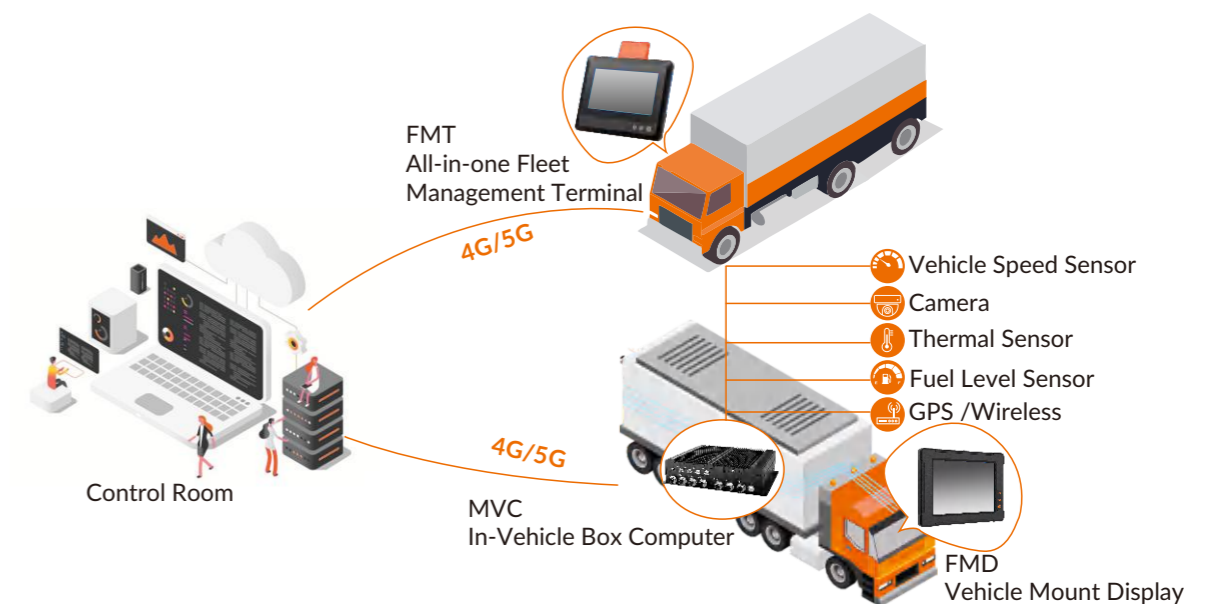 FMT
All-in-one Fleet
Management Terminal
4G/5G
Vehicle Speed Sensor
Camera
Thermal Sensor
Fuel Level Sensor
GPS /Wireless
4G/5G
Control Room
MVC
In-Vehicle Box Computer
FMD
Vehicle Mount Display